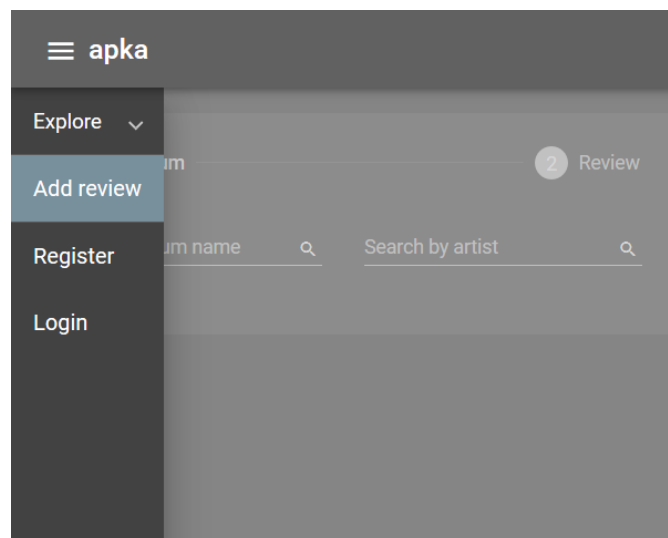 apka
Explore
Add review
Register
Login
um
2 Review
um name
Search by artist